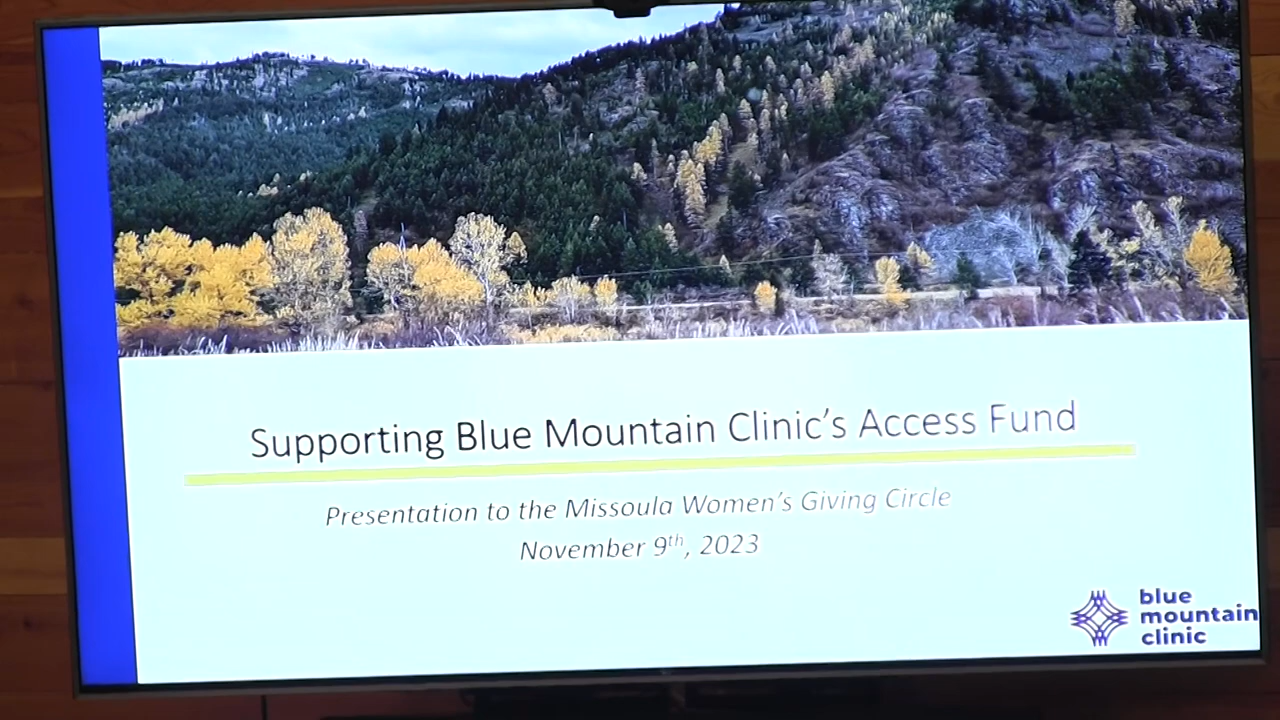 Supporting Blue Mountain Clinic's Access Fund
Presentation to the Missoula Women's Giving Circle
November 9th, 2023
blue
mountain
clinic